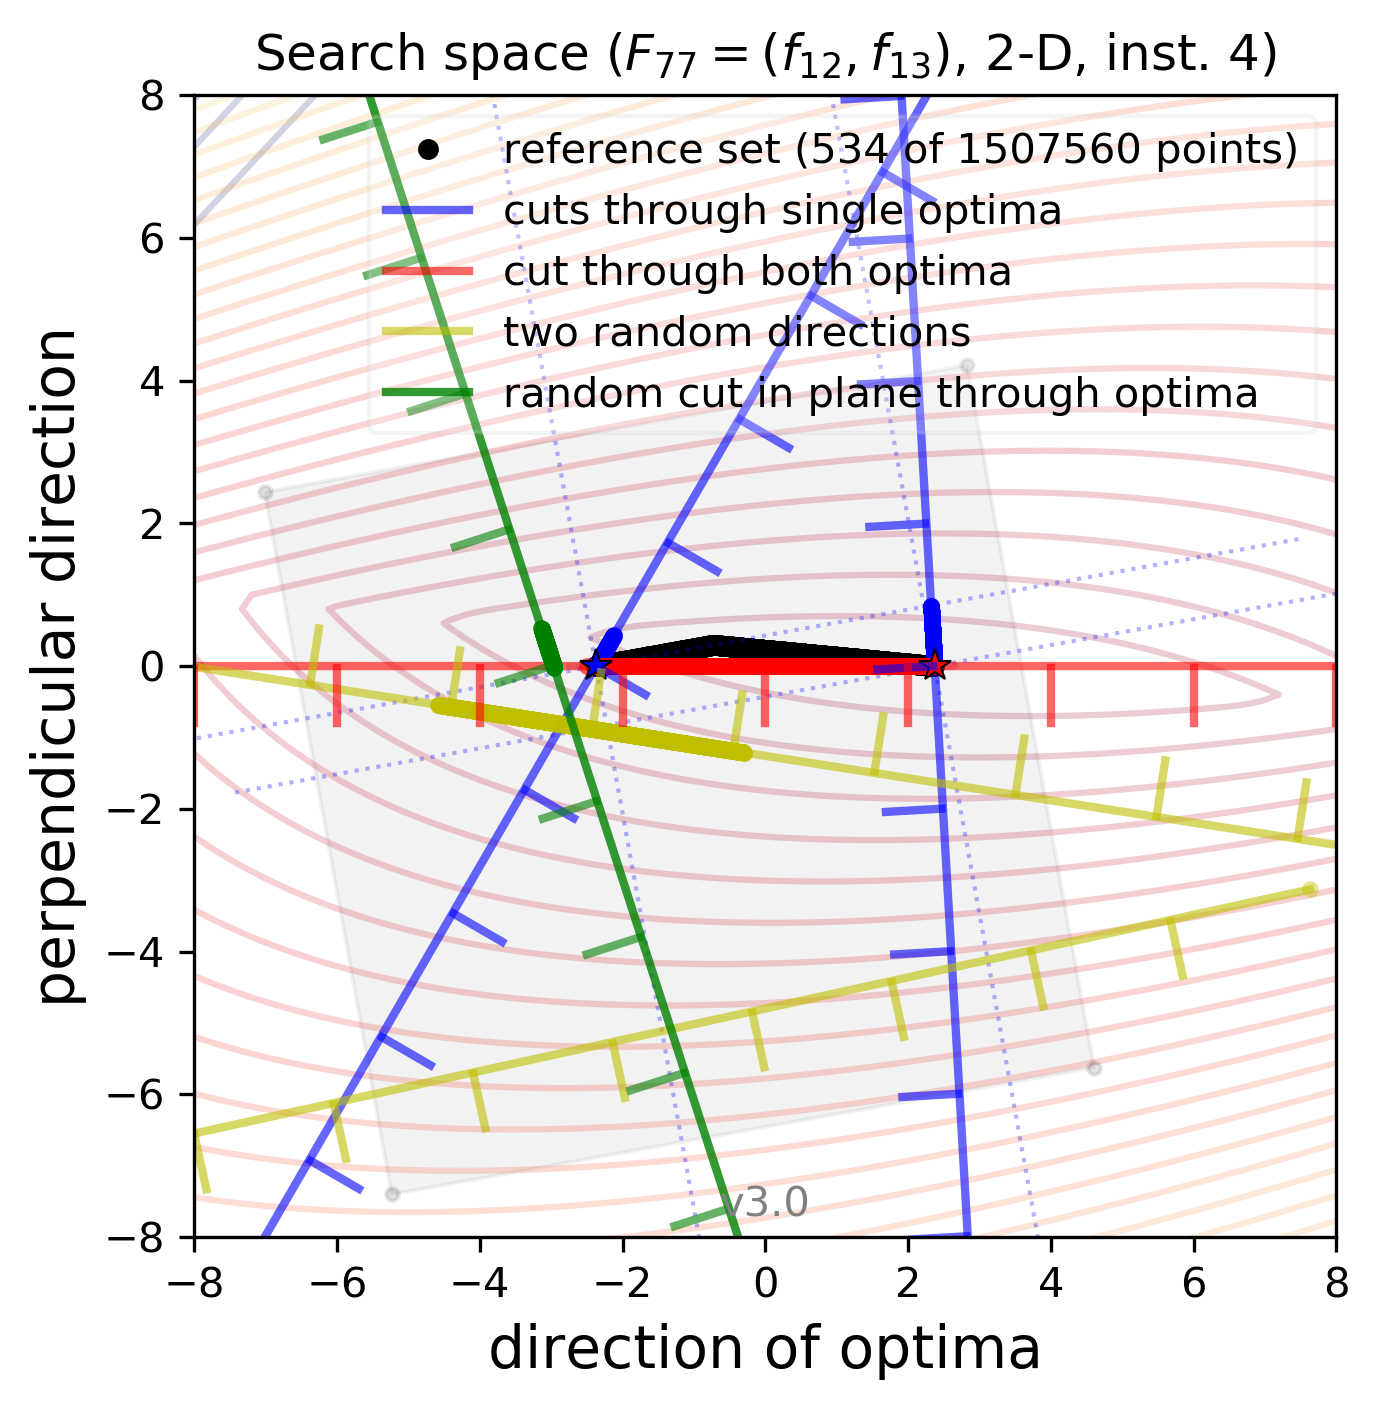 Search space (F77 = (f12, f13), 2-D, inst. 4)
reference set (534 of 1507560 points)
cuts through single optima
cut through both optima
two random directions
random cut in plane through optima
8
6
4
2
0
−2
−4
−6
−8
perpendicular direction
v3.0
−8 −6 −4 −2 0 2 4 6 8
direction of optima